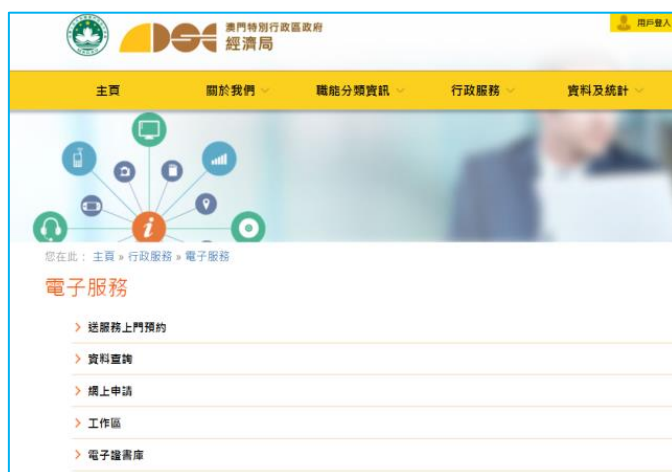 澳門特別行政區政府
經濟局
用戶登入
主頁 關於我們 職能分類資訊 行政服務 資料及統計
您在此： 主頁 » 行政服務 » 電子服務
電子服務
送服務上門預約
資料查詢
網上申請
工作區
電子證書庫